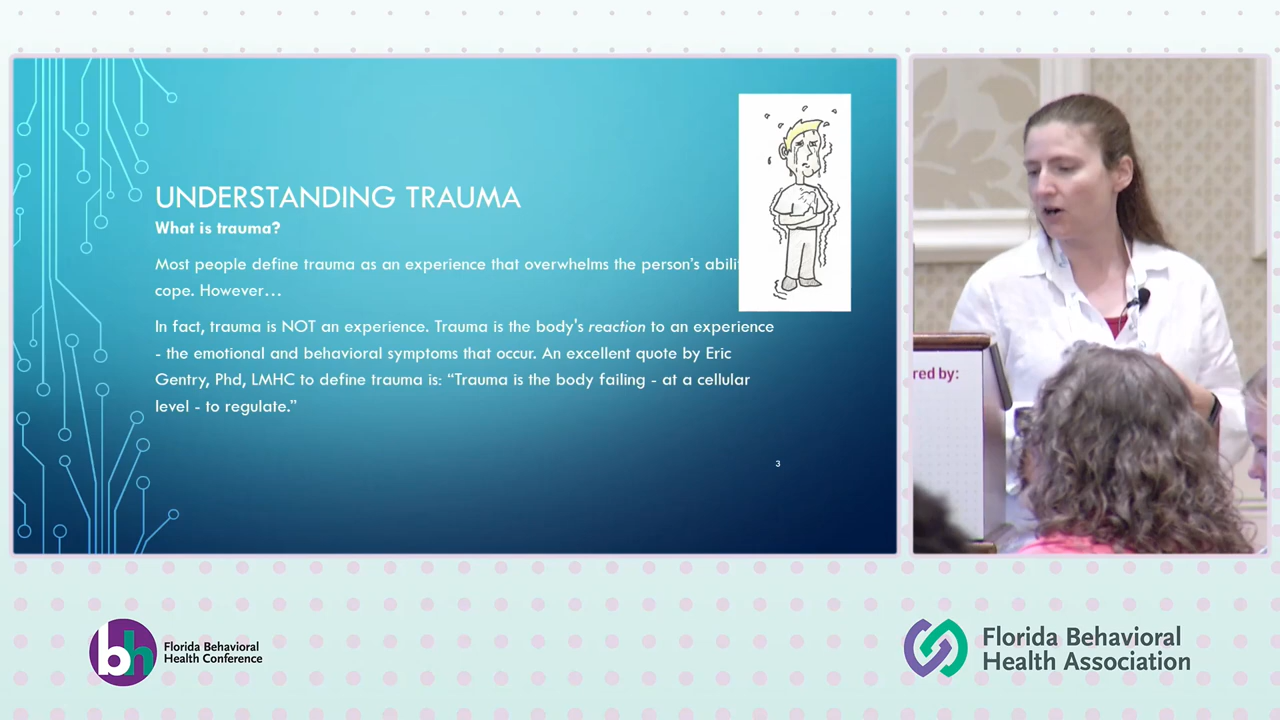 UNDERSTANDING TRAUMA
What is trauma?
Most people define trauma as an experience that overwhelms the person's
cope. However…
In fact, trauma is NOT an experience. Trauma is the body's reaction to an experience
- the emotional and behavioral symptoms that occur. An excellent quote by Eric
Gentry, Phd, LMHC to define trauma is: “Trauma is the body failing - at a cellular
level - to regulate.”
3
red by:
bh
Florida Behavioral
Health Conference
Florida Behavioral
Health Association